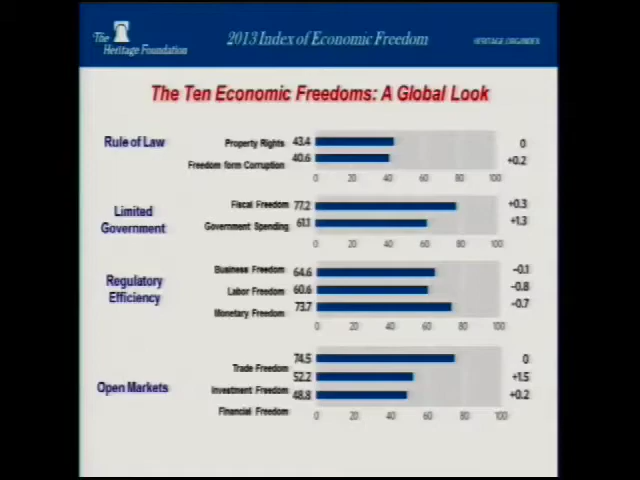 The Heritage Foundation
2013 Index of Economic Freedom
HERITAGE.ORG/INDEX
The Ten Economic Freedoms: A Global Look
Rule of Law
Property Rights 43.4 0
Freedom form Corruption 40.6 +0.2
0 20 40 60 80 100
Limited Government
Fiscal Freedom 77.2 +0.3
Government Spending 61.1 +1.3
0 20 40 60 80 100
Regulatory Efficiency
Business Freedom 64.6 –0.1
Labor Freedom 60.6 –0.8
Monetary Freedom 73.7 –0.7
0 20 40 60 80 100
Open Markets
Trade Freedom 74.5 0
Investment Freedom 52.2 +1.5
Financial Freedom 48.8 +0.2
0 20 40 60 80 100